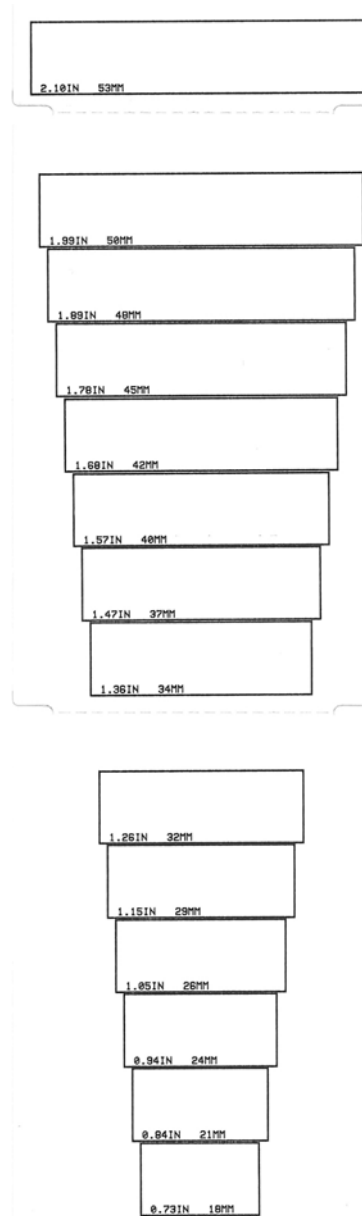 2.10IN 53MM
1.99IN 50MM
1.89IN 48MM
1.78IN 45MM
1.68IN 42MM
1.57IN 40MM
1.47IN 37MM
1.36IN 34MM
1.26IN 32MM
1.15IN 29MM
1.05IN 26MM
0.94IN 24MM
0.84IN 21MM
0.73IN 18MM